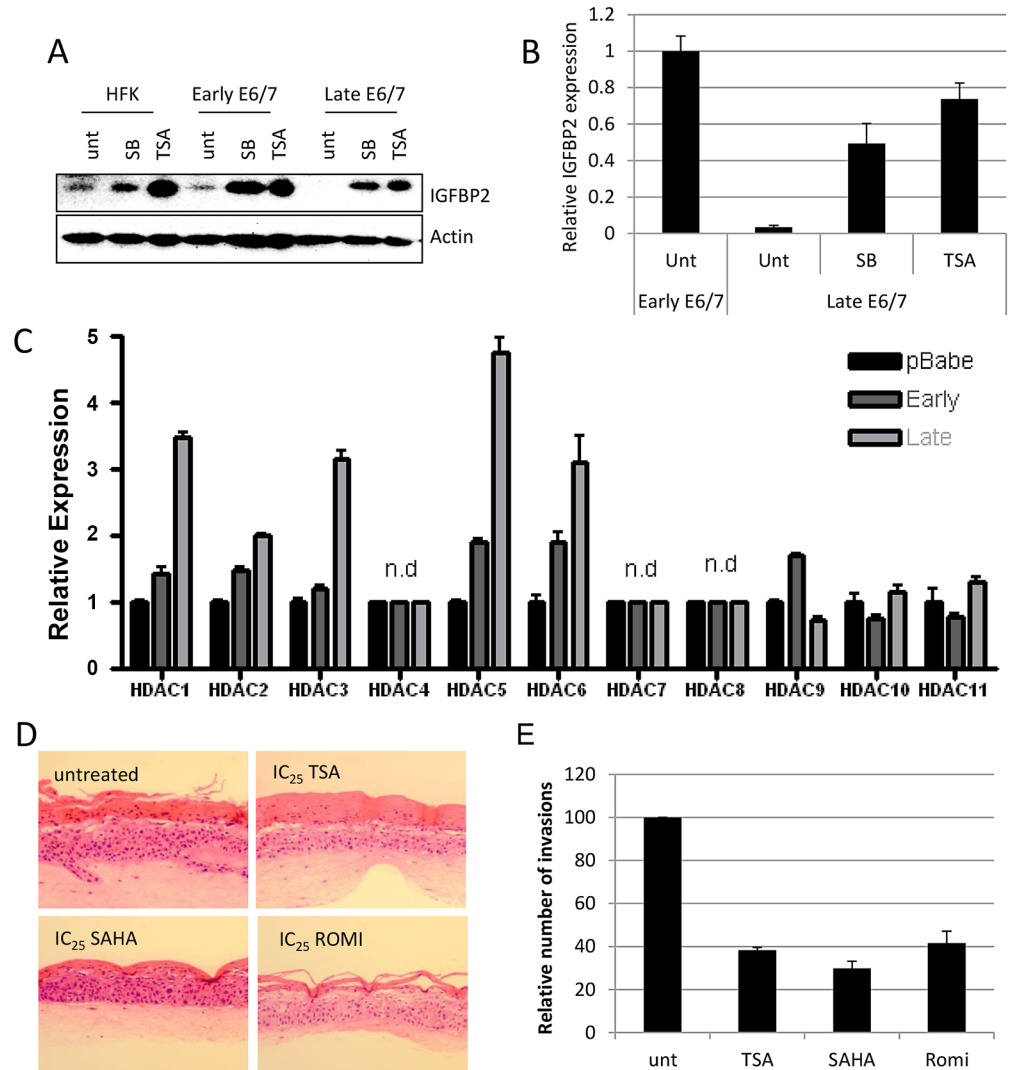 A
HFK Early E6/7 Late E6/7
unt SB TSA unt SB TSA unt SB TSA
IGFBP2
Actin
B
Relative IGFBP2 expression
1.2
1
0.8
0.6
0.4
0.2
0
Unt Unt SB TSA
Early E6/7 Late E6/7
C
Relative Expression
5
4
3
2
1
0
pBabe
Early
Late
n.d n.d n.d
HDAC1 HDAC2 HDAC3 HDAC4 HDAC5 HDAC6 HDAC7 HDAC8 HDAC9 HDAC10 HDAC11
D
untreated
IC25 TSA
IC25 SAHA
IC25 ROMI
E
Relative number of invasions
120
100
80
60
40
20
0
unt TSA SAHA Romi